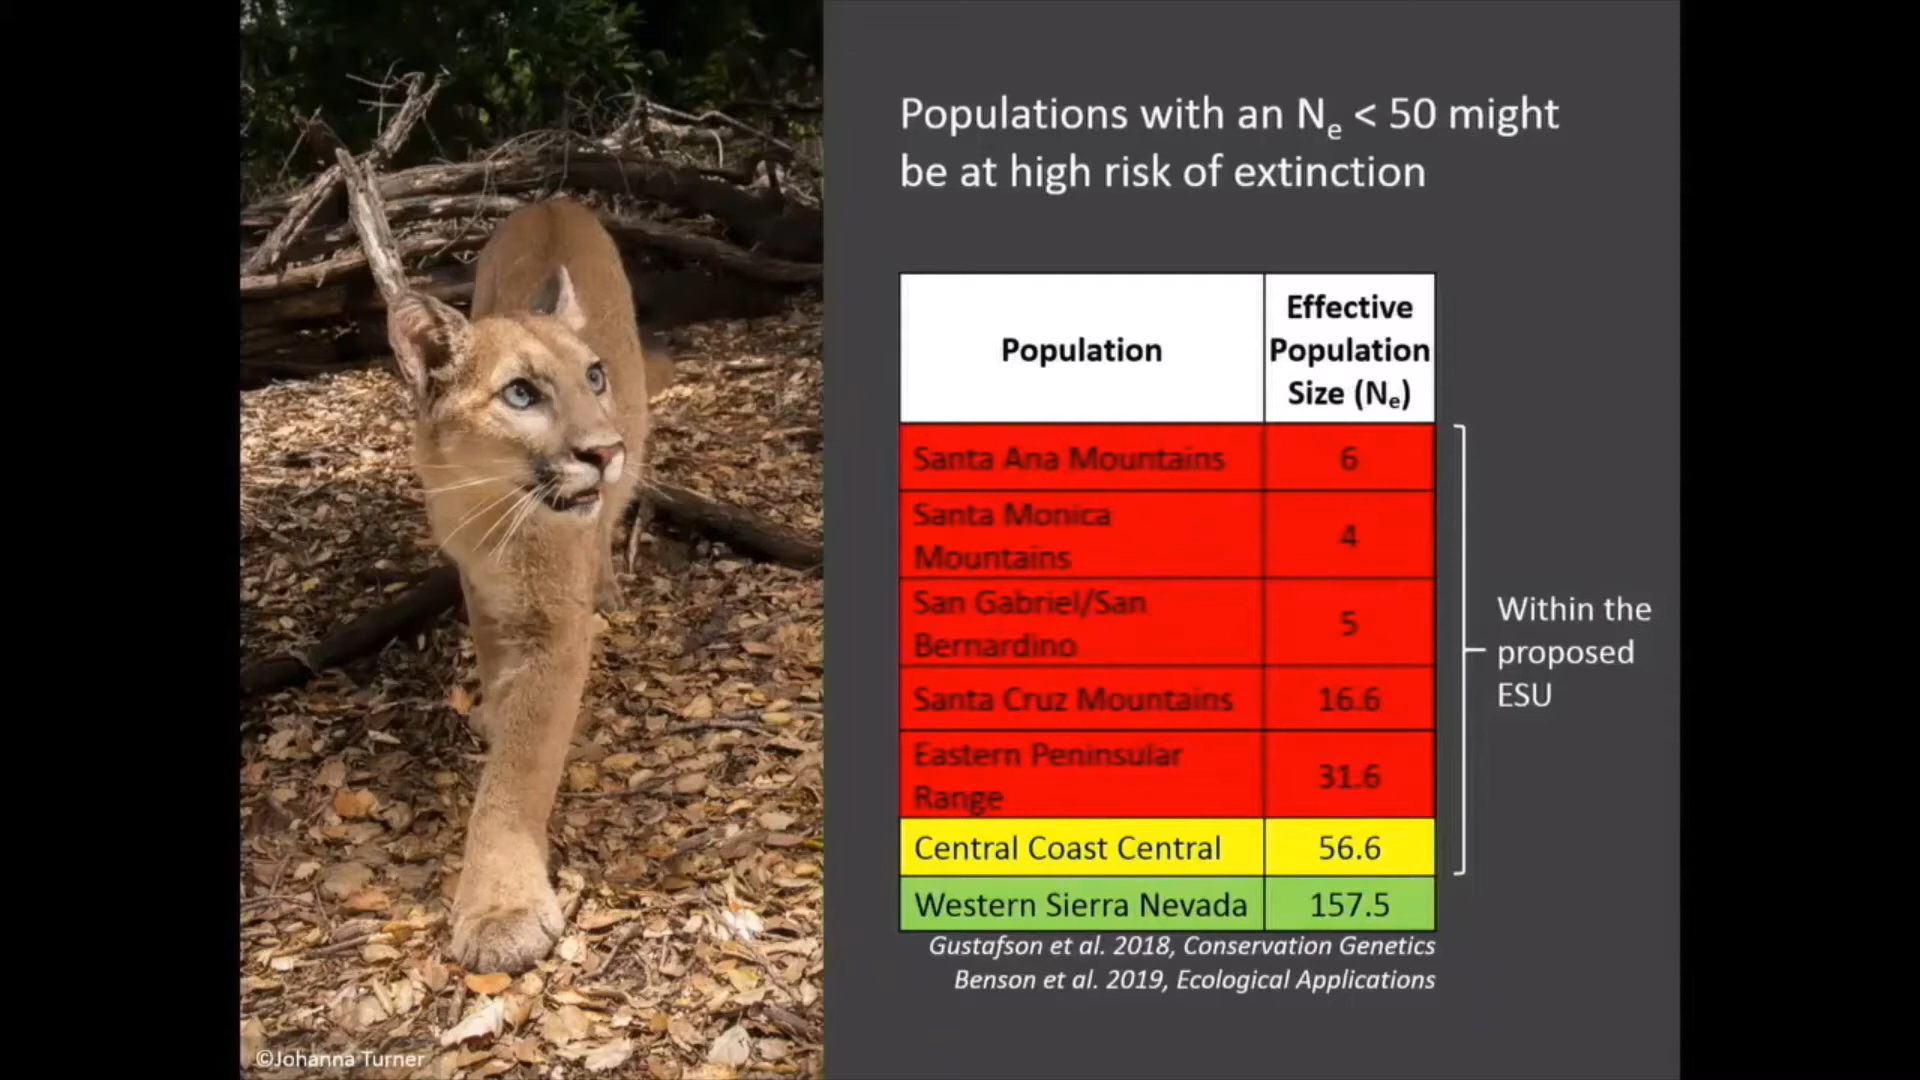 Populations with an Ne < 50 might
be at high risk of extinction
Population
Effective
Population
Size (Ne)
Santa Ana Mountains 6
Santa Monica
Mountains
4
San Gabriel/San
Bernardino
5
Santa Cruz Mountains 16.6
Eastern Peninsular
Range
31.6
Central Coast Central 56.6
Western Sierra Nevada 157.5
Within the
proposed
ESU
Gustafson et al. 2018, Conservation Genetics
Benson et al. 2019, Ecological Applications
©Johanna Turner